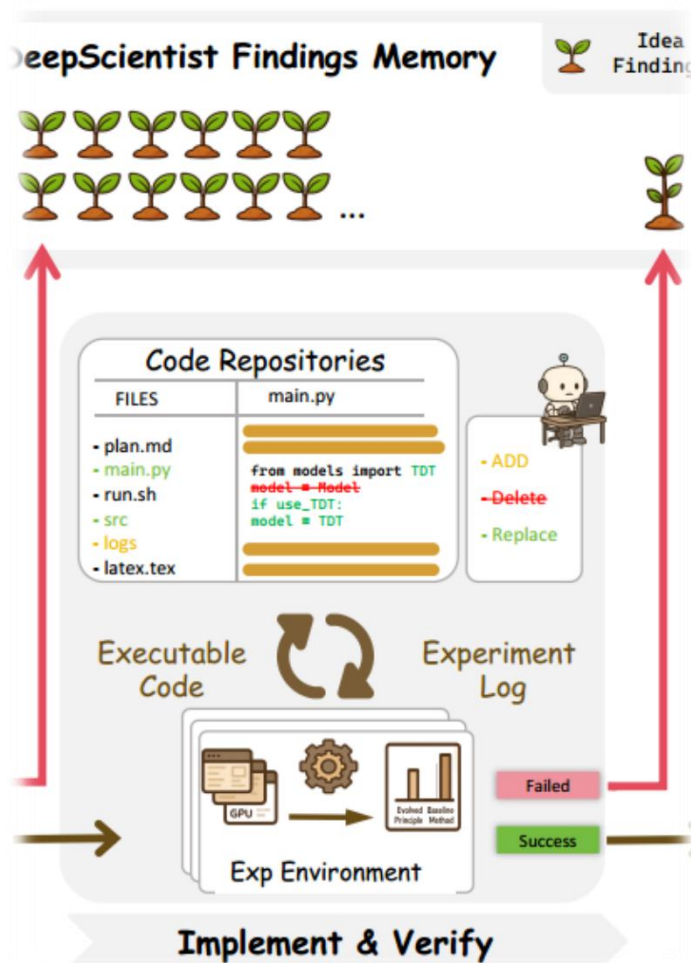 DeepScientist Findings Memory
Idea
Finding
...
Code Repositories
FILES
main.py
- plan.md
- main.py
- run.sh
- src
- logs
- latex.tex
from models import TDT
model = Model
if use_TDT:
model = TDT
- ADD
- Delete
- Replace
Executable
Code
Experiment
Log
GPU
Evolved Baseline
Principle Method
Exp Environment
Failed
Success
Implement & Verify